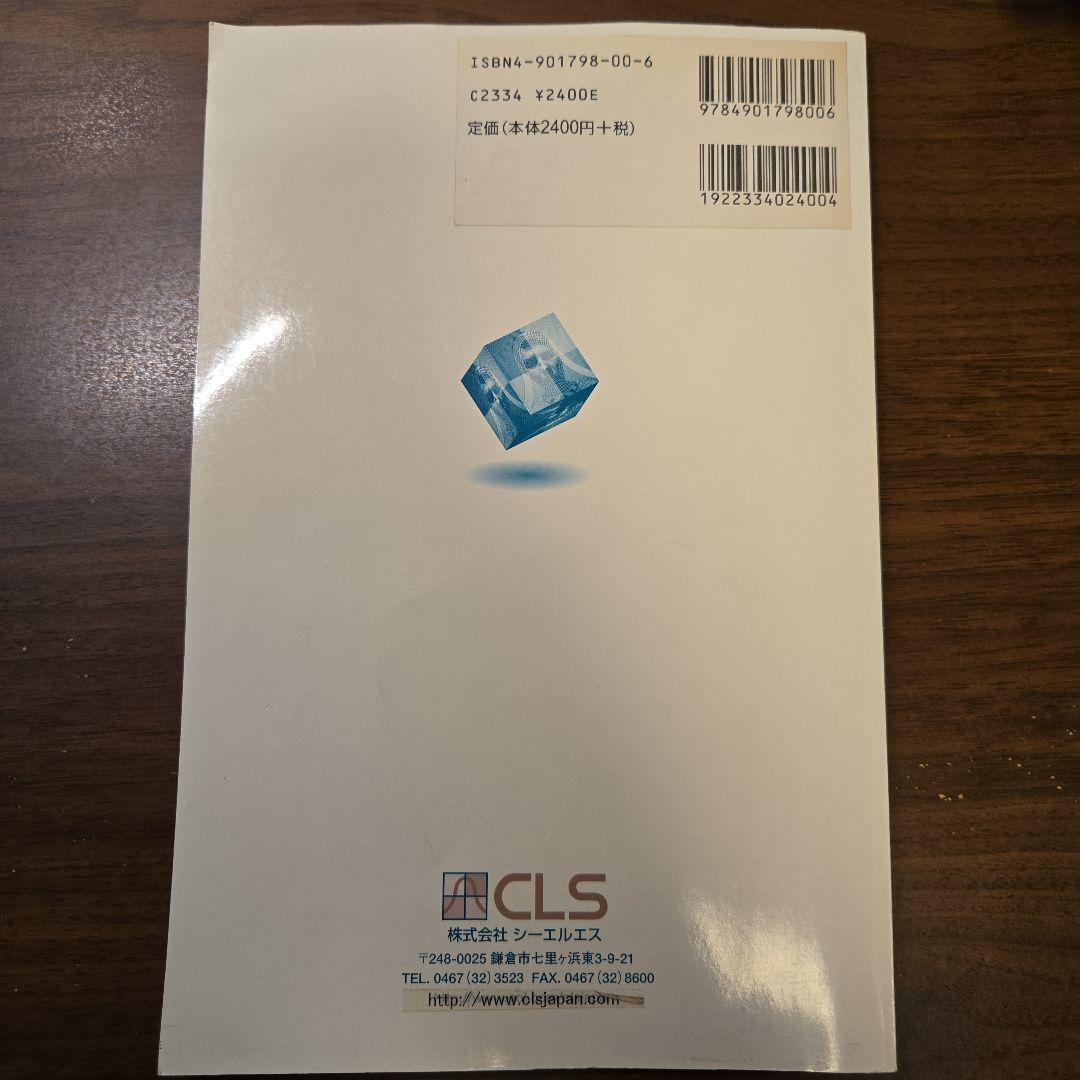 ISBN4-901798-00-6
C2334 ¥2400E
定価(本体2400円+税)
9784901798006
1922334024004
CLS
株式会社 シーエルエス
〒248-0025 鎌倉市七里ヶ浜東3-9-21
TEL. 0467(32)3523 FAX. 0467(32)8600
http://www.clsjapan.com